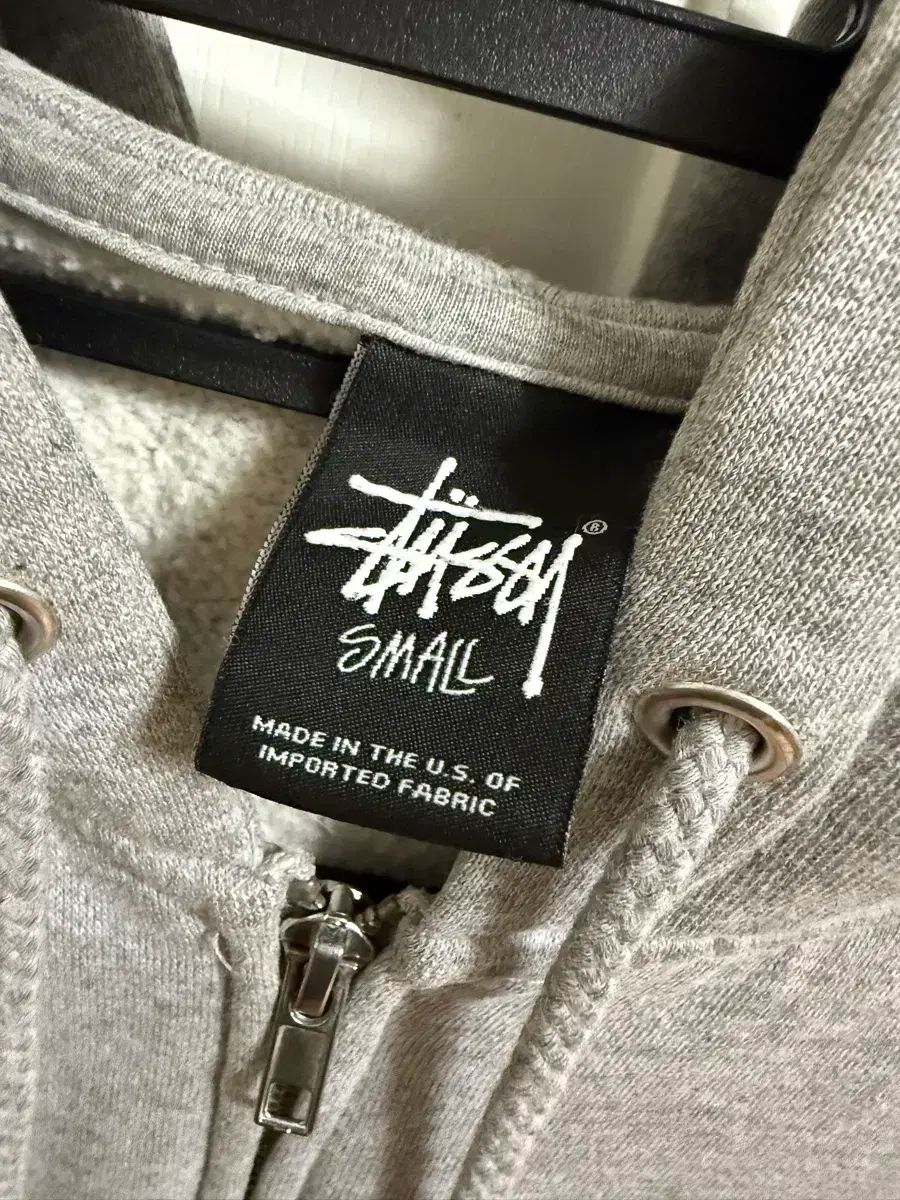 Stüssy®
SMALL
MADE IN THE U.S. OF
IMPORTED FABRIC